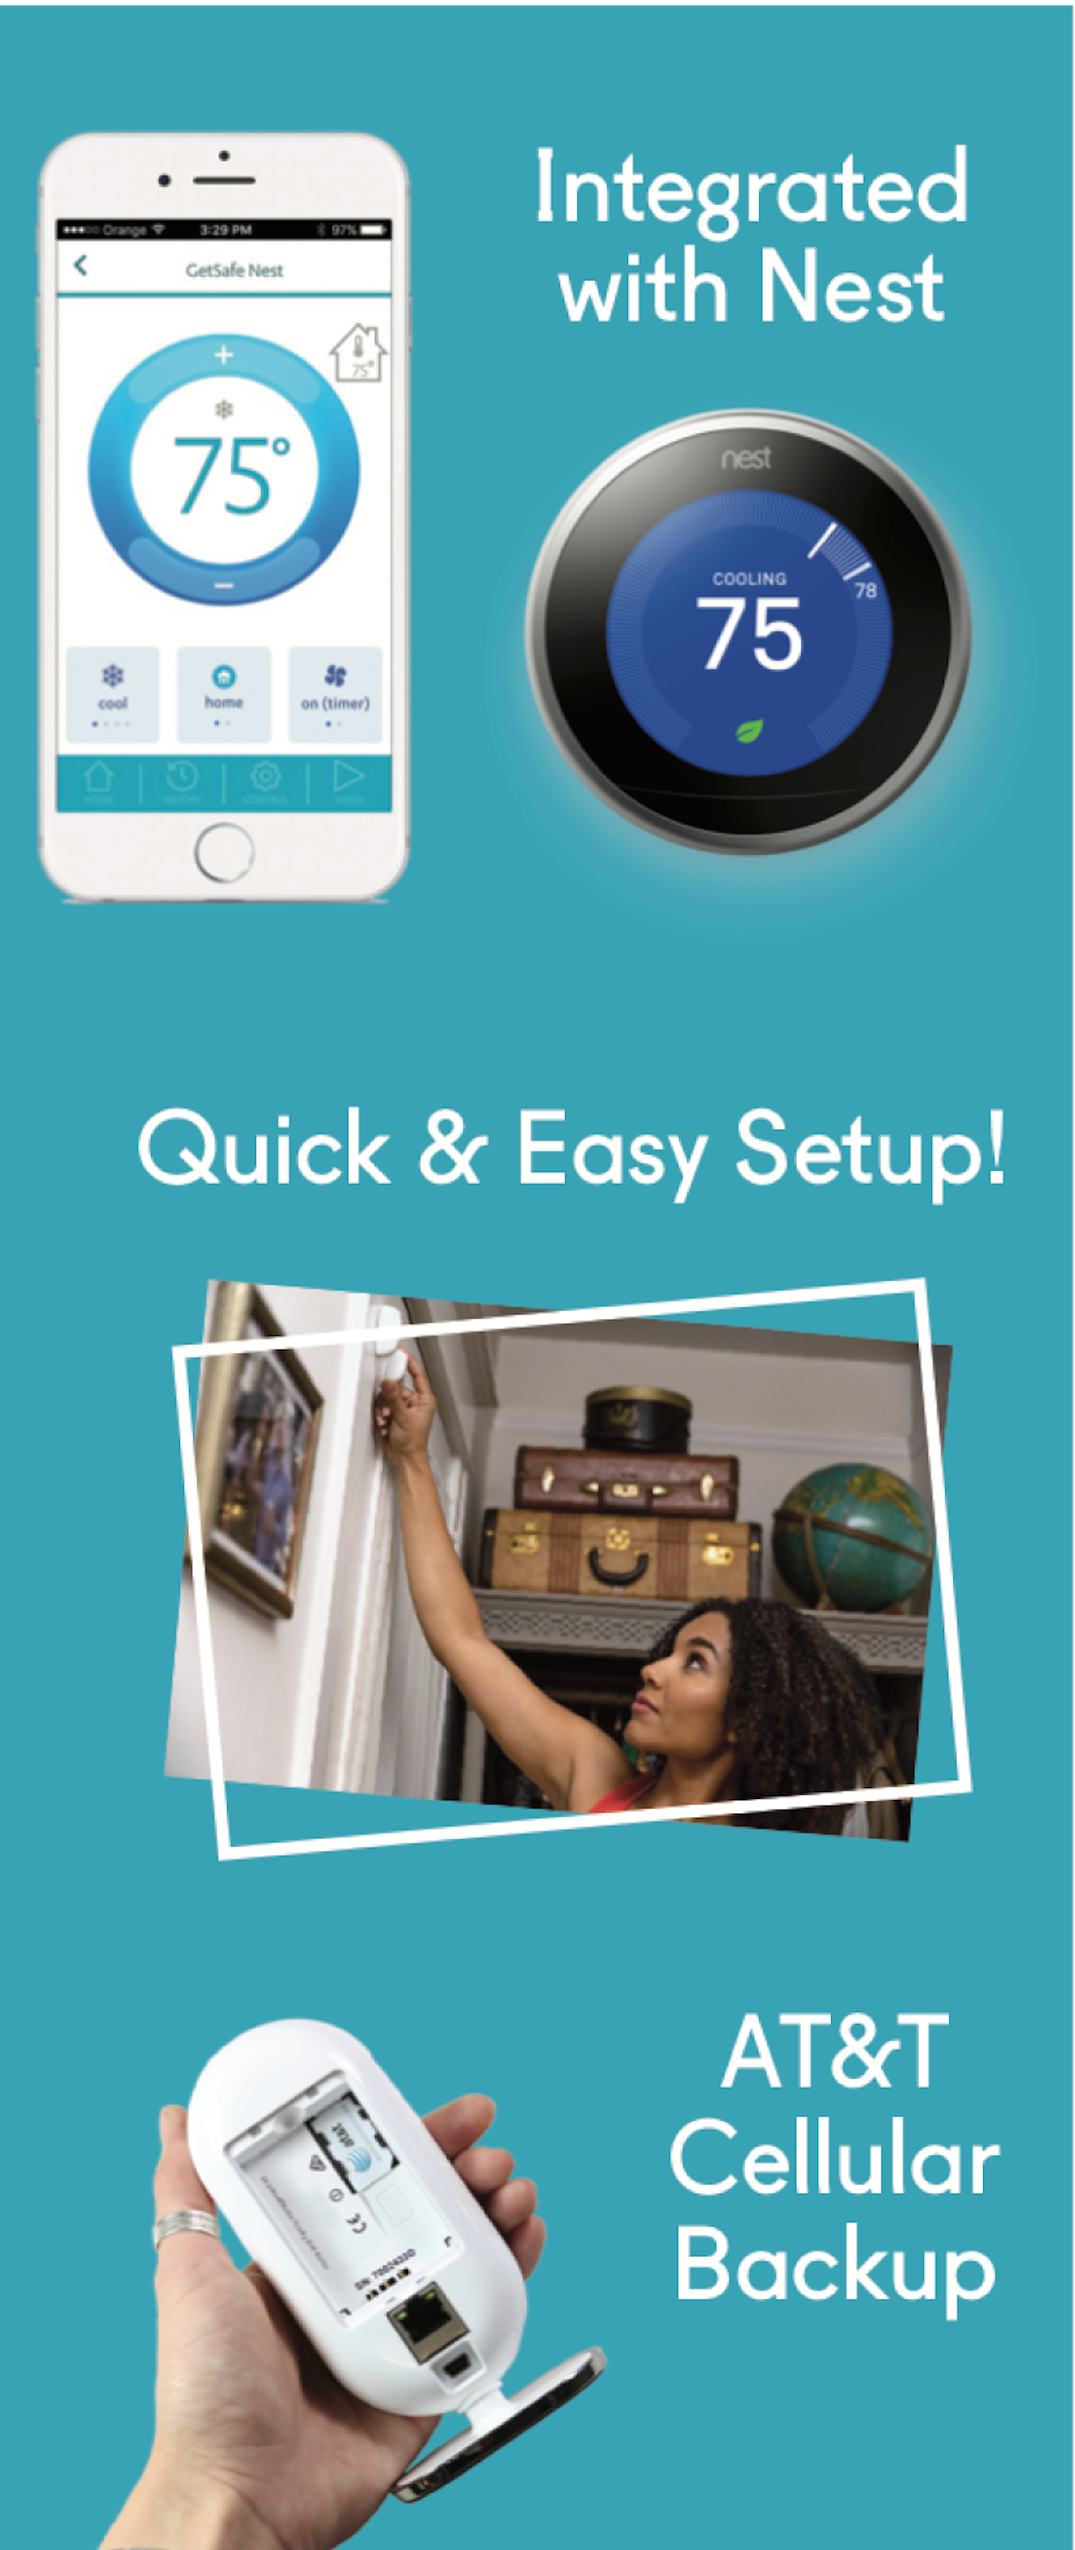 Integrated
with Nest
Orange
3:29 PM
97%
GetSafe Nest
75°
+
75°
−
cool
home
on (timer)
HOME
HISTORY
CONTROL
VIDEO
nest
COOLING
75
78
Quick & Easy Setup!
AT&T
Cellular
Backup
at&t